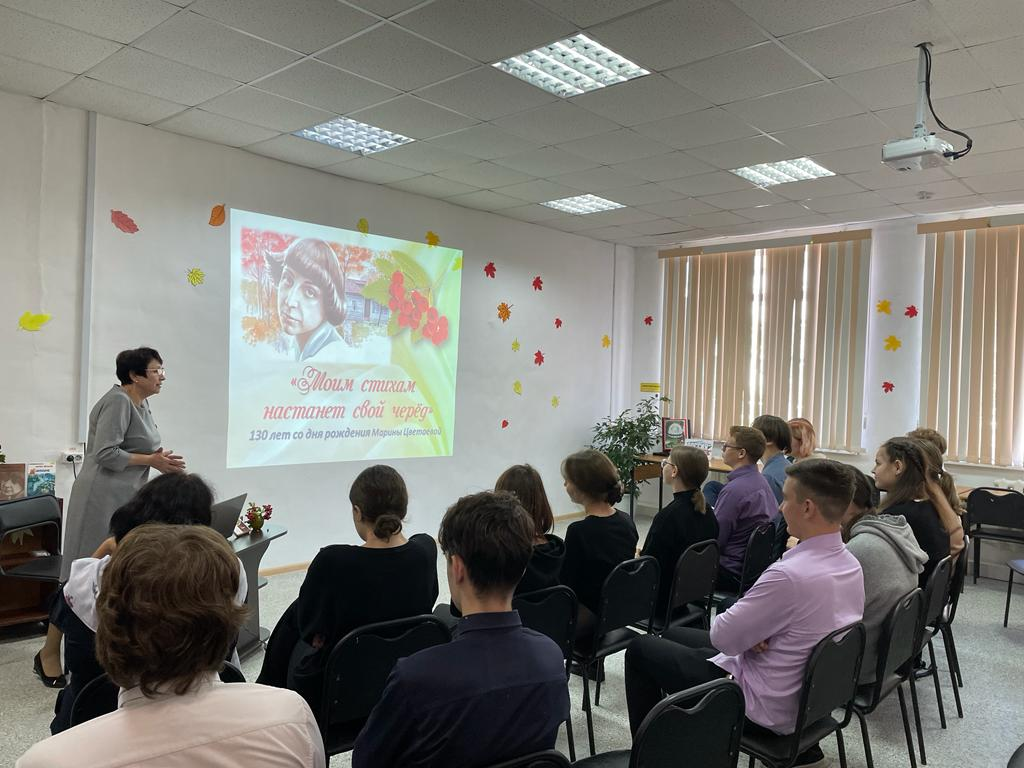 «Моим стихам
настанет свой черёд»
130 лет со дня рождения Марины Цветаевой